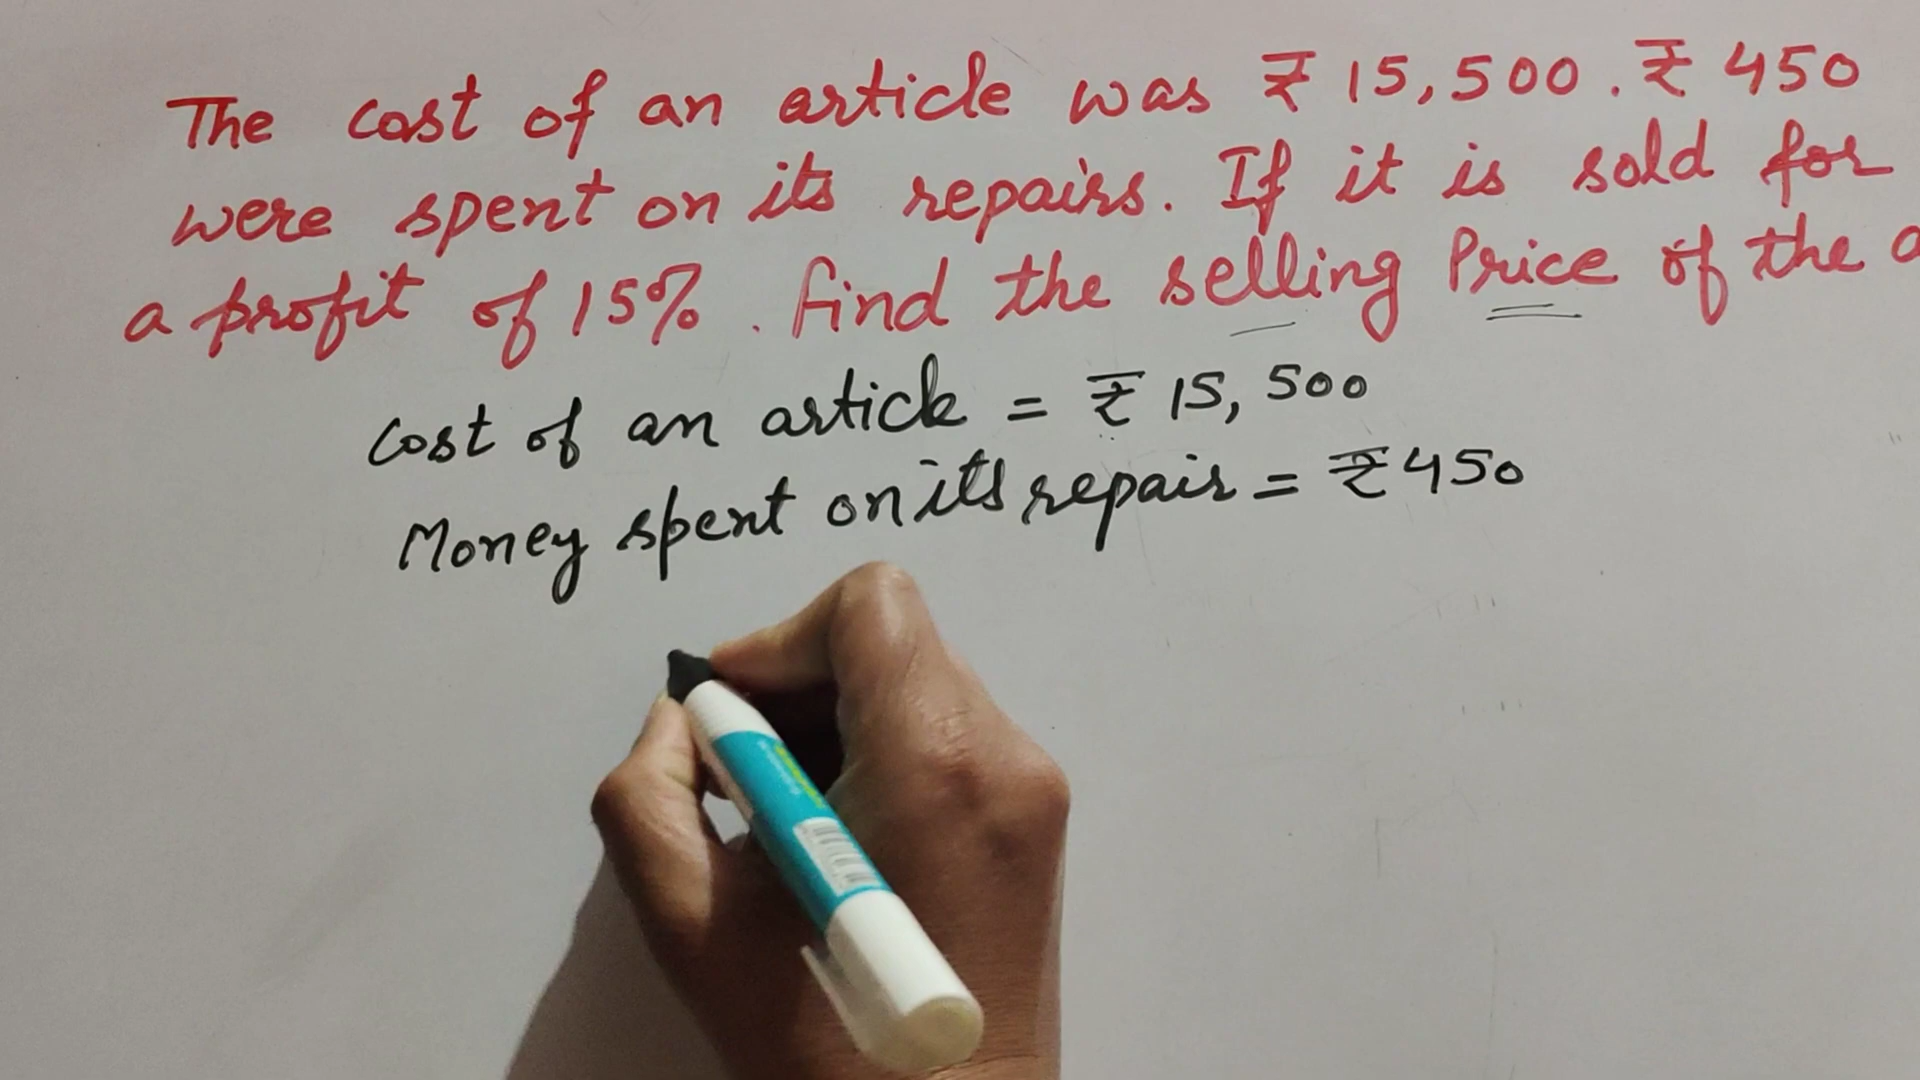 The cost of an article was ₹ 15,500. ₹ 450
were spent on its repairs. If it is sold for
a profit of 15%. Find the selling Price of the a
cost of an article = ₹ 15,500
Money spent on its repair = ₹ 450